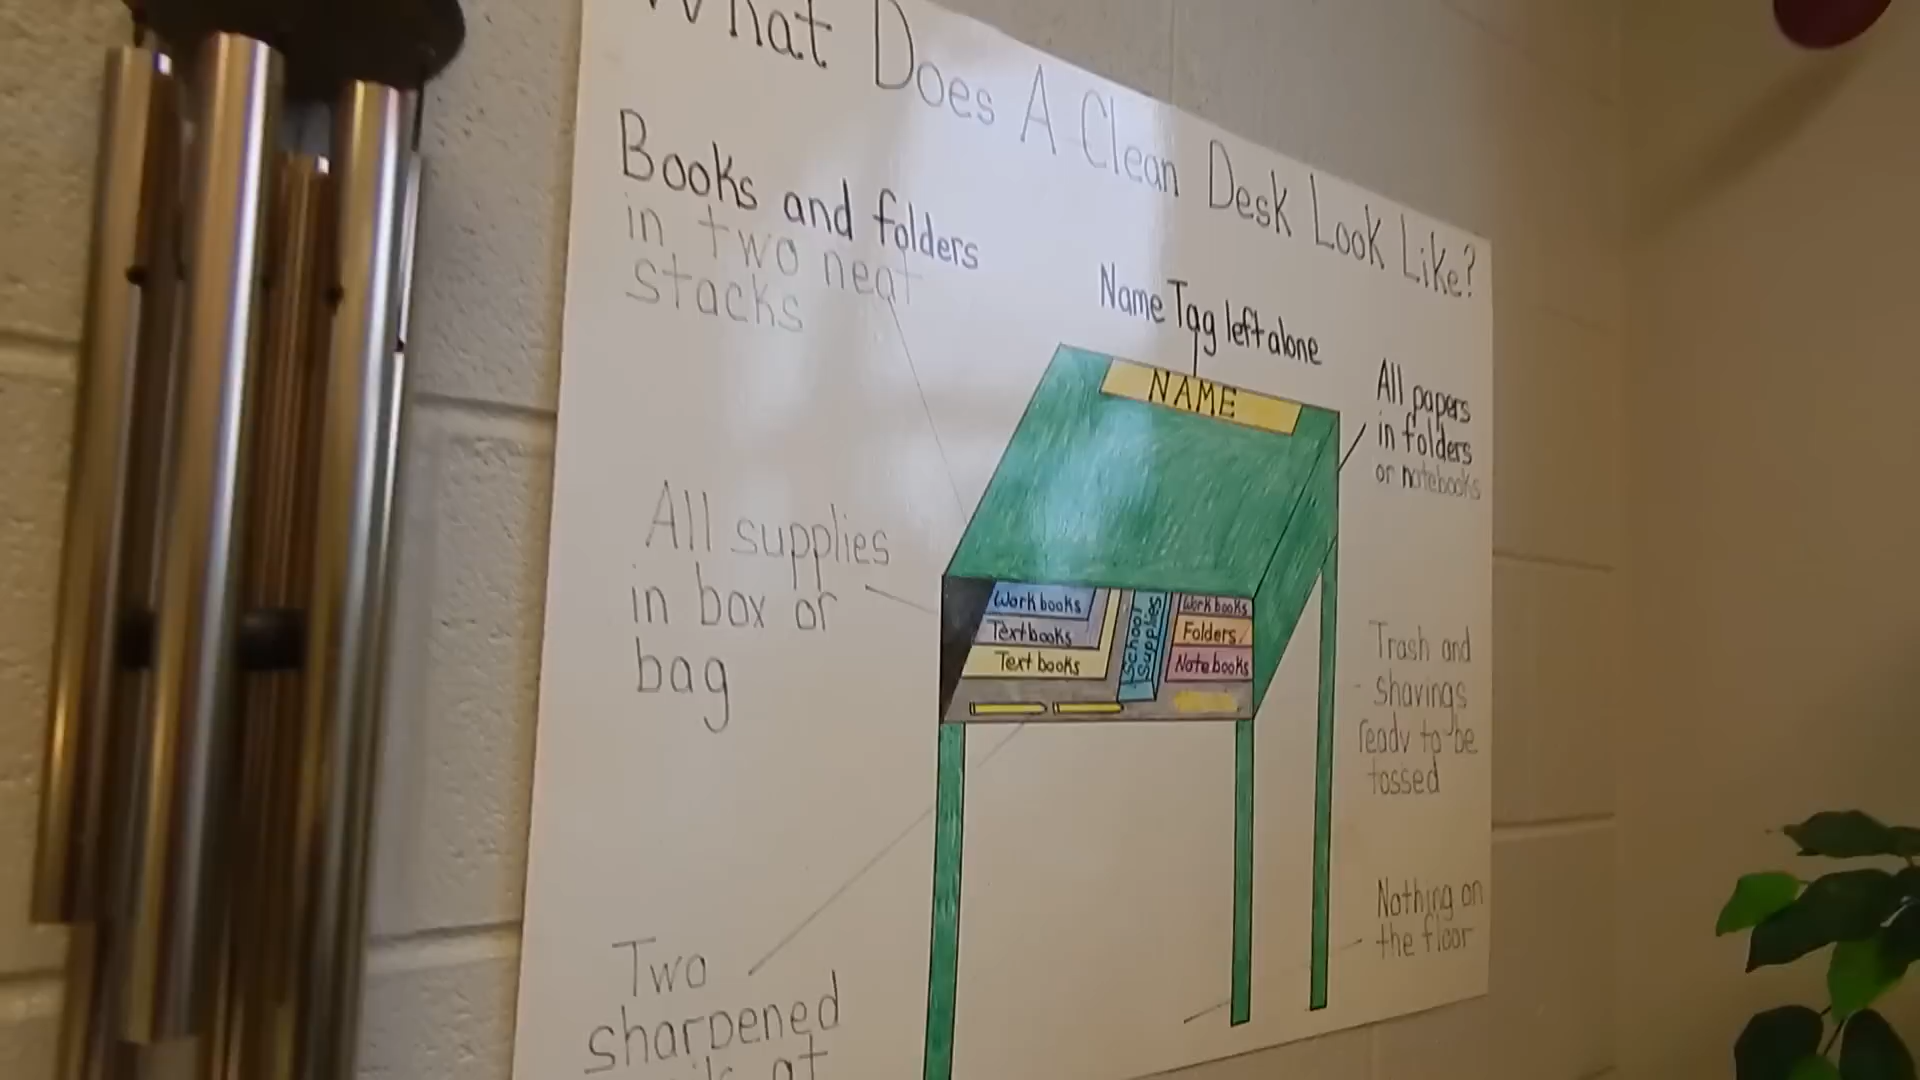 What Does A Clean Desk Look Like?
Books and folders
in two neat
stacks
Name Tag left alone
NAME
All papers
in folders
or notebooks
All supplies
in box or
bag
Work books
Textbooks
Text books
School
Supplies
Work books
Folders
Note books
Trash and
shavings
ready to be
tossed
Two
sharpened
at
Nothing on
the floor